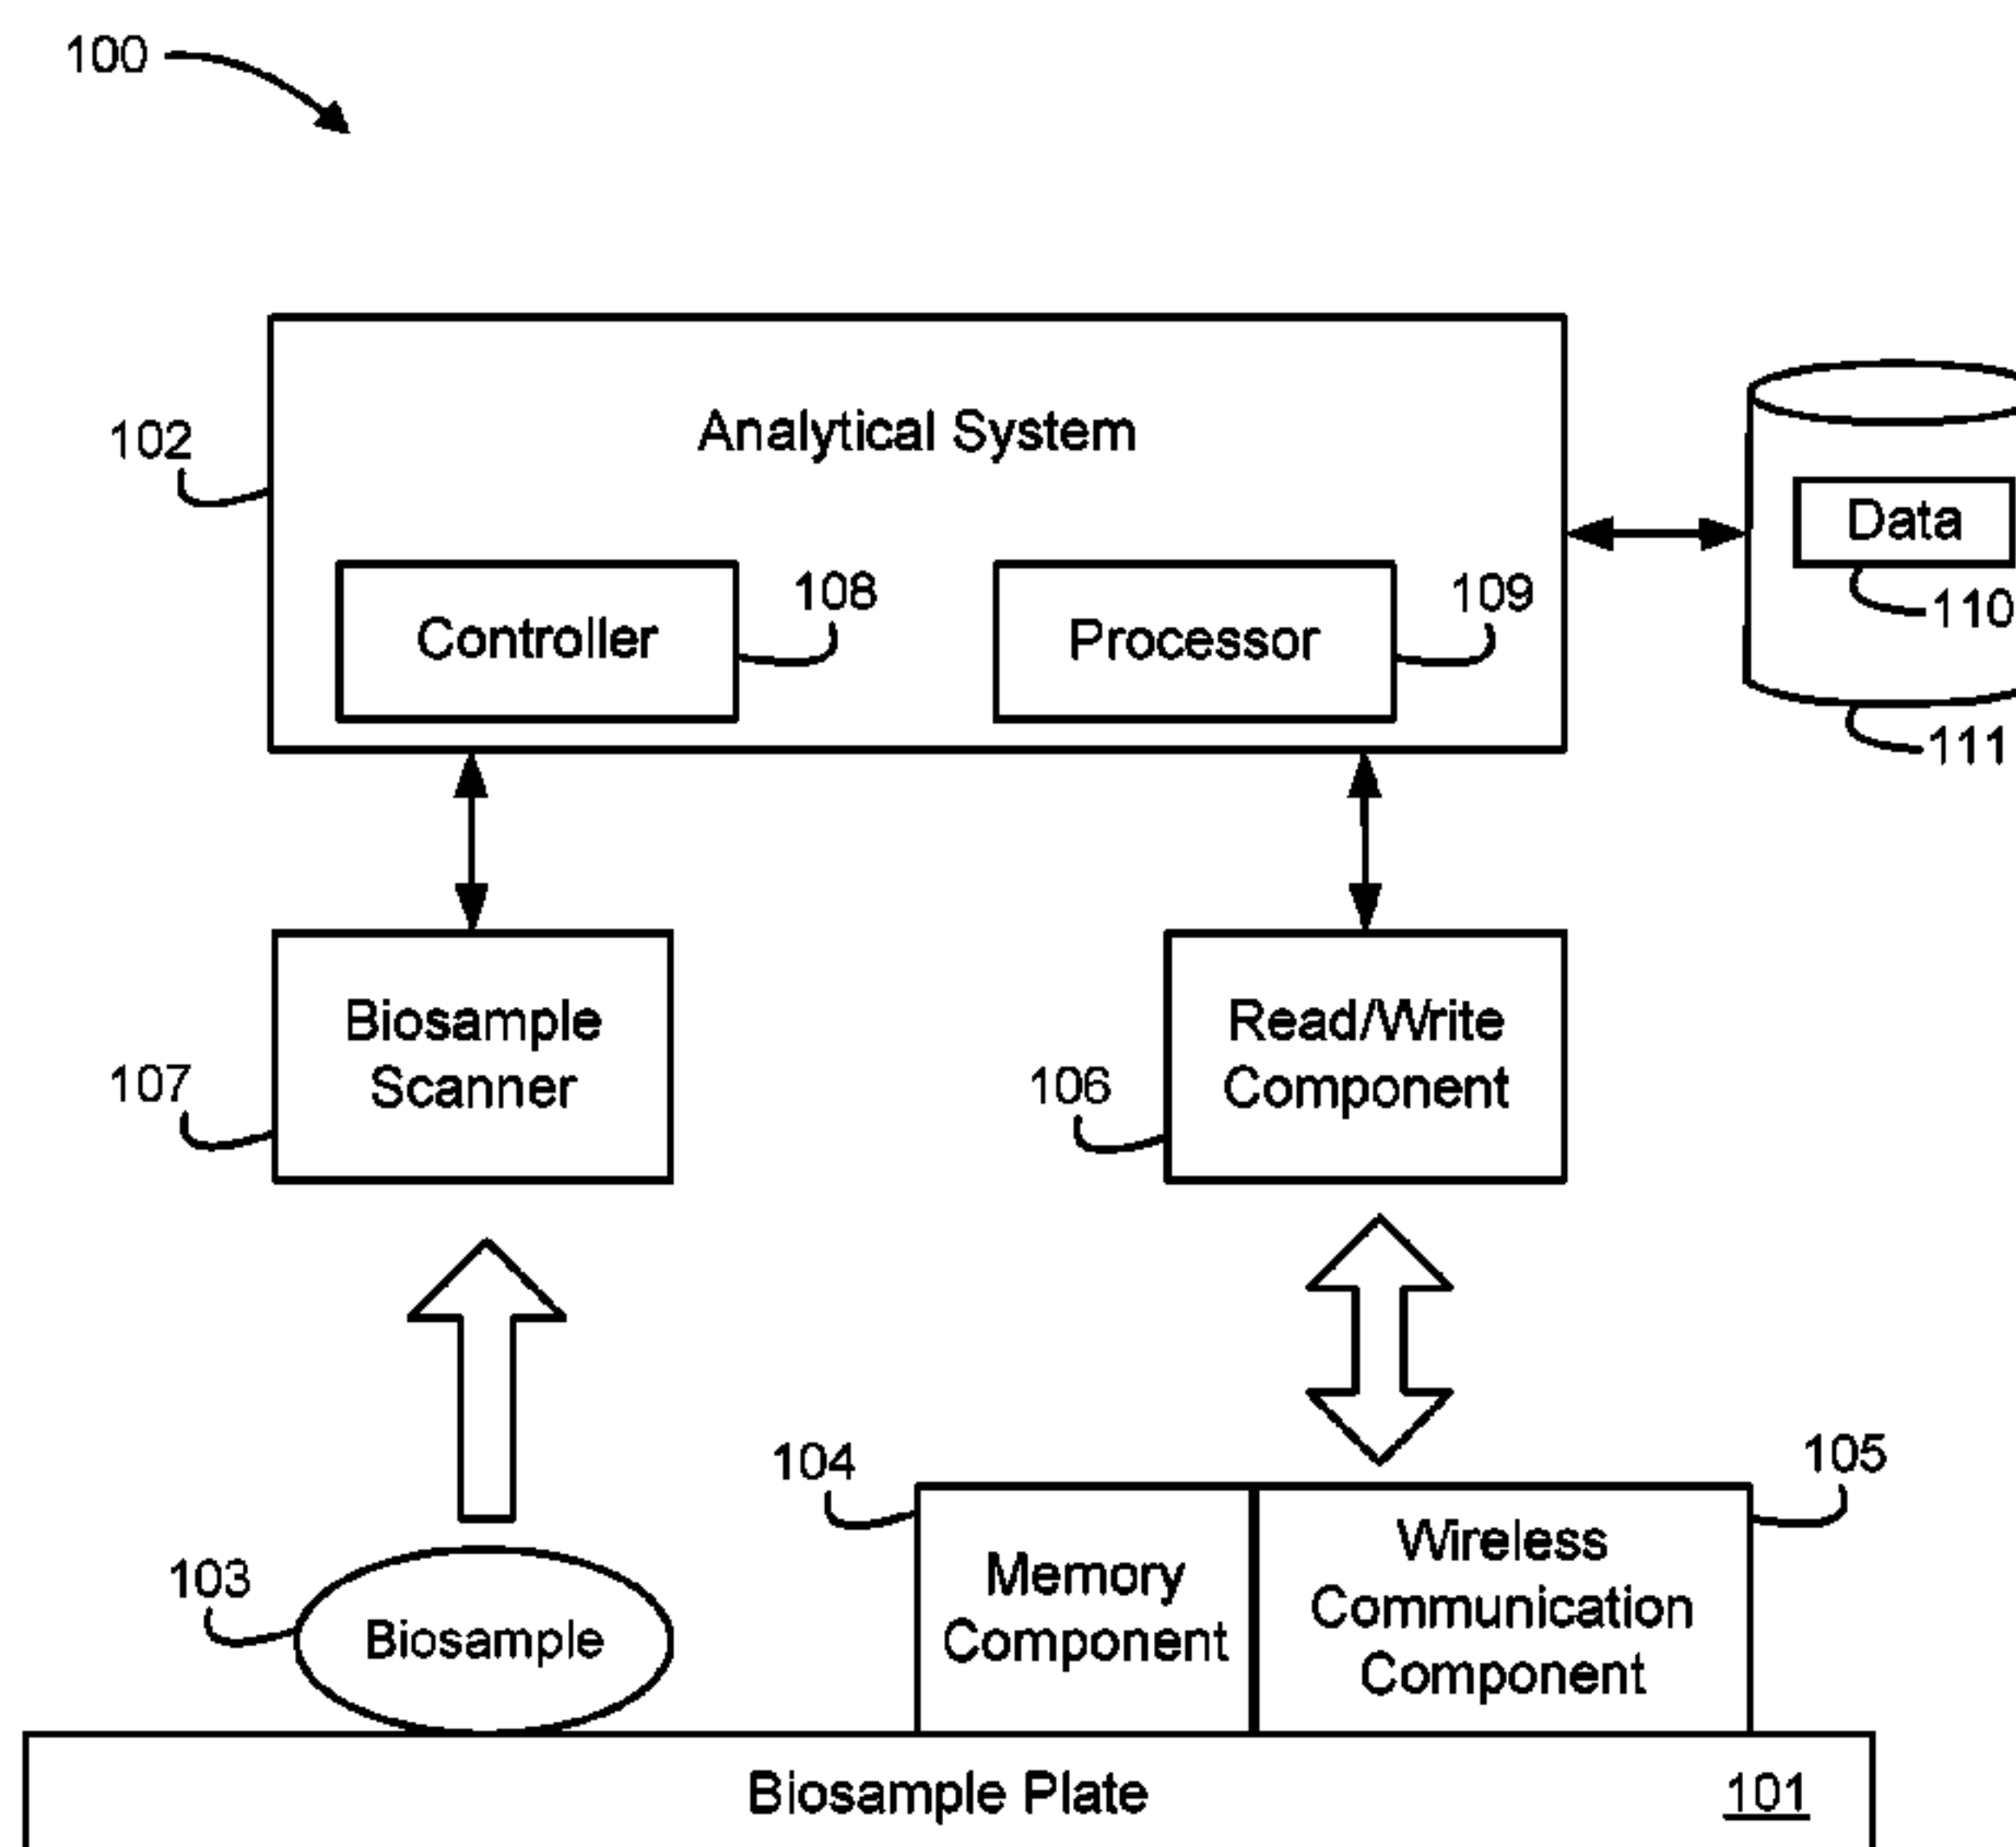 100
102
Analytical System
Data
110
Controller
108
Processor
109
111
107
Biosample
Scanner
106
Read/Write
Component
104
105
103
Biosample
Memory
Component
Wireless
Communication
Component
Biosample Plate
101